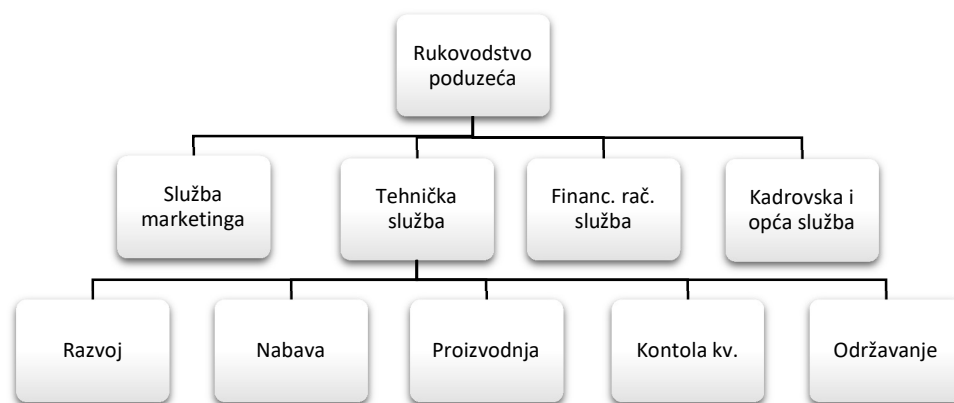 Rukovodstvo
poduzeća
Služba
marketinga
Tehnička
služba
Financ. rač.
služba
Kadrovska i
opća služba
Razvoj
Nabava
Proizvodnja
Kontola kv.
Održavanje